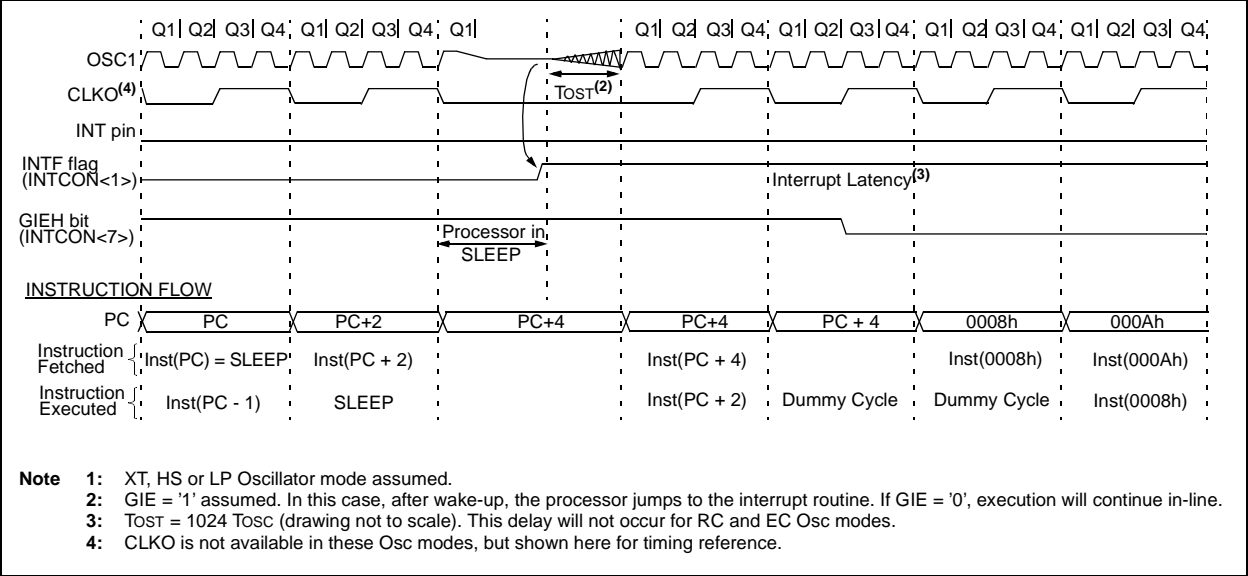 Q1 Q2 Q3 Q4 Q1 Q2 Q3 Q4 Q1 Q1 Q2 Q3 Q4 Q1 Q2 Q3 Q4 Q1 Q2 Q3 Q4 Q1 Q2 Q3 Q4
OSC1
TOST(2)
CLKO(4)
INT pin
INTF flag
(INTCON<1>)
Interrupt Latency(3)
GIEH bit
(INTCON<7>)
Processor in
SLEEP
INSTRUCTION FLOW
PC PC PC+2 PC+4 PC+4 PC + 4 0008h 000Ah
Instruction
Fetched
Inst(PC) = SLEEP Inst(PC + 2) Inst(PC + 4) Inst(0008h) Inst(000Ah)
Instruction
Executed
Inst(PC - 1) SLEEP Inst(PC + 2) Dummy Cycle Dummy Cycle Inst(0008h)
Note 1: XT, HS or LP Oscillator mode assumed.
2: GIE = '1' assumed. In this case, after wake-up, the processor jumps to the interrupt routine. If GIE = '0', execution will continue in-line.
3: TOST = 1024 TOSC (drawing not to scale). This delay will not occur for RC and EC Osc modes.
4: CLKO is not available in these Osc modes, but shown here for timing reference.